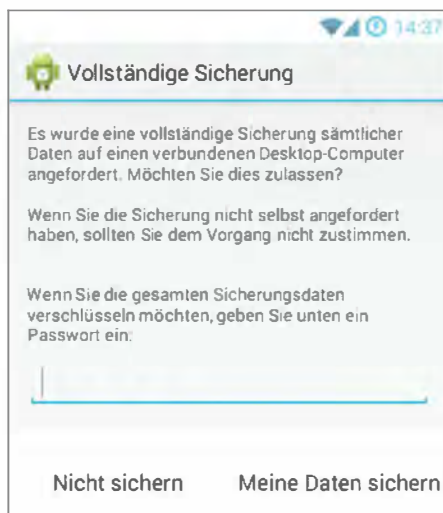 14:37
Vollständige Sicherung
Es wurde eine vollständige Sicherung sämtlicher
Daten auf einen verbundenen Desktop-Computer
angefordert. Möchten Sie dies zulassen?
Wenn Sie die Sicherung nicht selbst angefordert
haben, sollten Sie dem Vorgang nicht zustimmen.
Wenn Sie die gesamten Sicherungsdaten
verschlüsseln möchten, geben Sie unten ein
Passwort ein:
Nicht sichern Meine Daten sichern